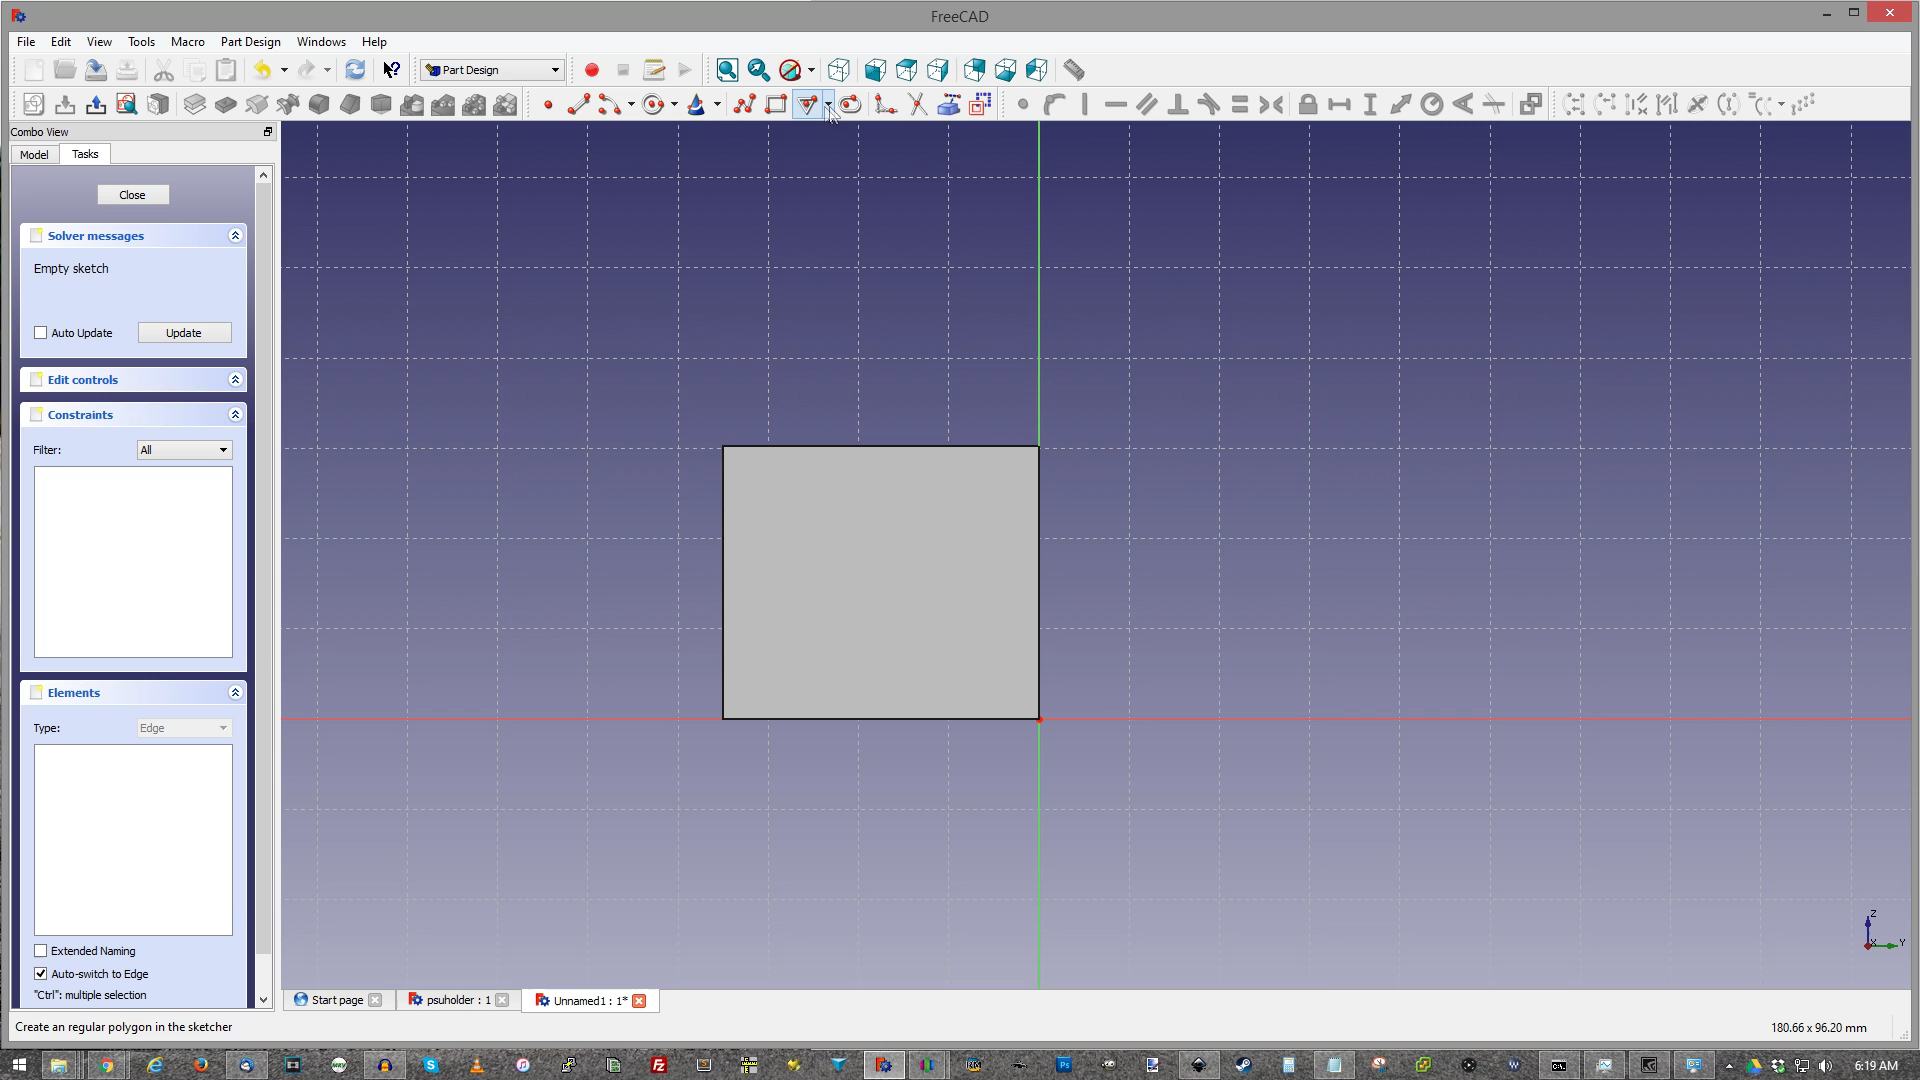 FreeCAD
File Edit View Tools Macro Part Design Windows Help
Part Design
Combo View
Model Tasks
Close
Solver messages
Empty sketch
Auto Update Update
Edit controls
Constraints
Filter: All
Elements
Type: Edge
Extended Naming
Auto-switch to Edge
"Ctrl": multiple selection
Z
X Y
Start page psuholder : 1 Unnamed1 : 1*
Create an regular polygon in the sketcher 180.66 x 96.20 mm
6:19 AM